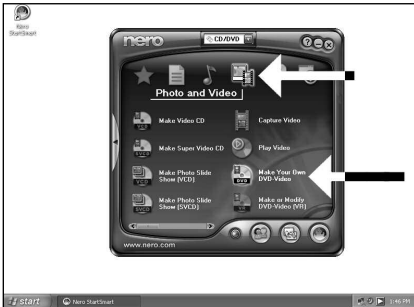 Nero
StartSmart
nero
CD/DVD
Photo and Video
Make Video CD
Capture Video
Make Super Video CD
Play Video
Make Photo Slide
Show (VCD)
Make Your Own
DVD-Video
Make Photo Slide
Show (SVCD)
Make or Modify
DVD-Video (VR)
www.nero.com
start
Nero StartSmart
1:46 PM